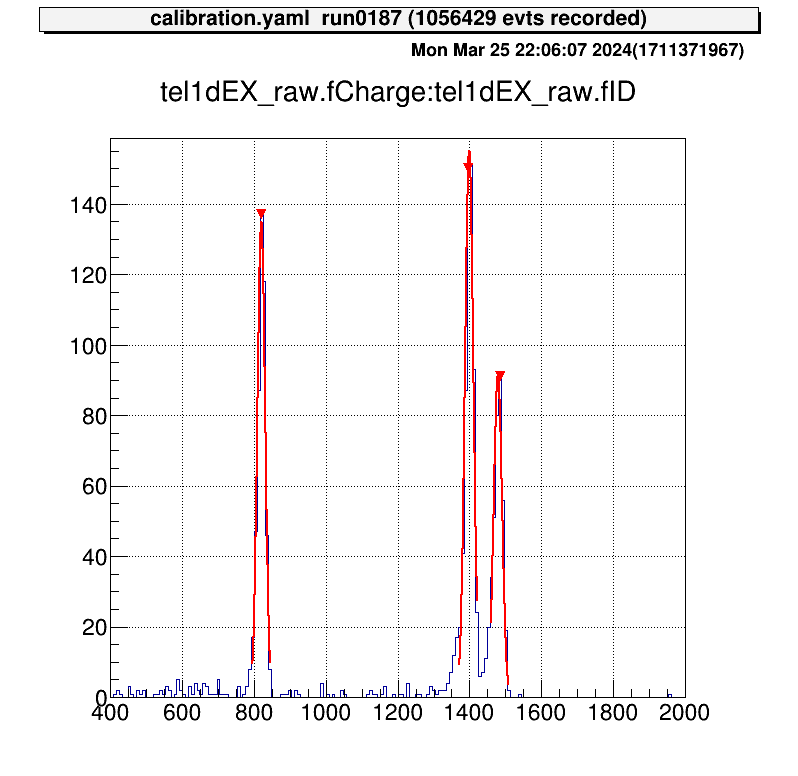 calibration.yaml run0187 (1056429 evts recorded)
Mon Mar 25 22:06:07 2024(1711371967)
tel1dEX_raw.fCharge:tel1dEX_raw.fID
140
120
100
80
60
40
20
0
400 600 800 1000 1200 1400 1600 1800 2000